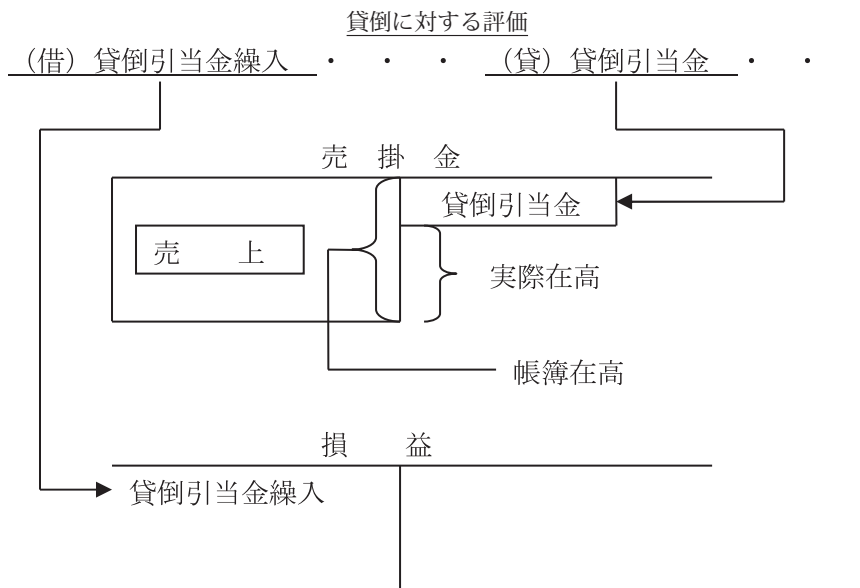 貸倒に対する評価
（借）貸倒引当金繰入・・・（貸）貸倒引当金・・
売　掛　金
貸倒引当金
売　　上
実際在高
帳簿在高
損　　益
貸倒引当金繰入